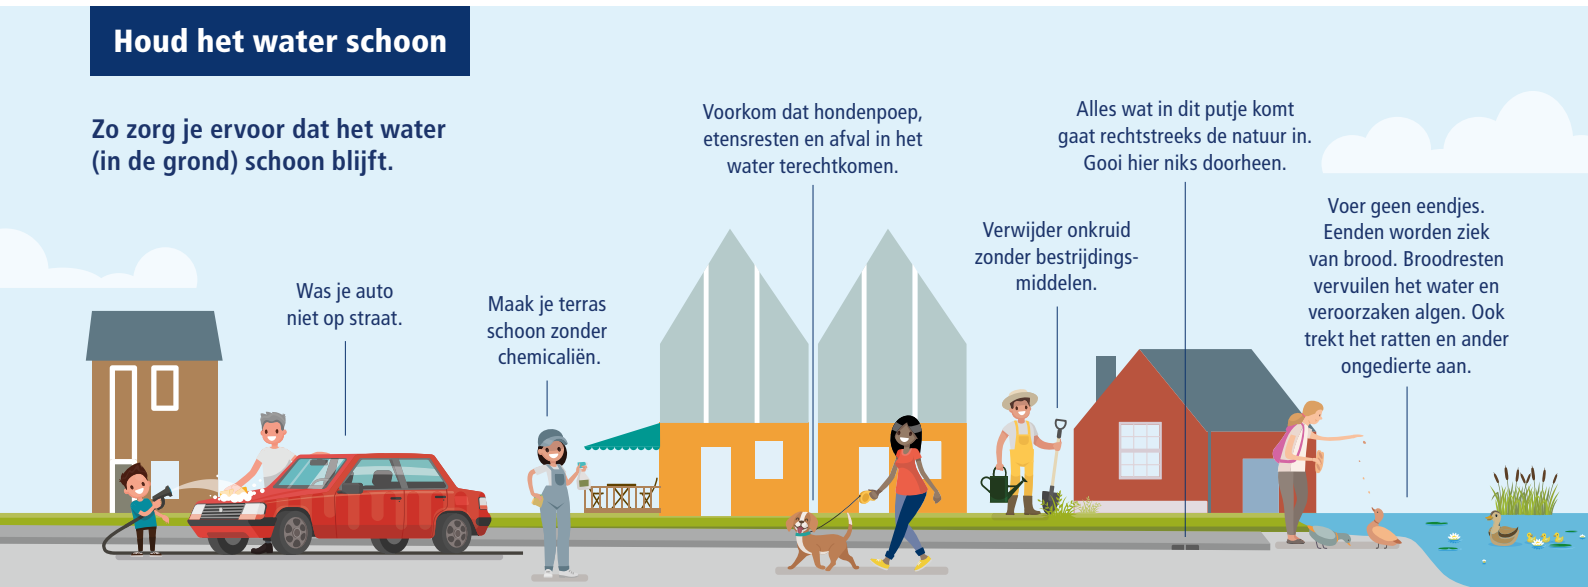 Houd het water schoon
Zo zorg je ervoor dat het water
(in de grond) schoon blijft.
Was je auto
niet op straat.
Maak je terras
schoon zonder
chemicaliën.
Voorkom dat hondenpoep,
etensresten en afval in het
water terechtkomen.
Verwijder onkruid
zonder bestrijdings-
middelen.
Alles wat in dit putje komt
gaat rechtstreeks de natuur in.
Gooi hier niks doorheen.
Voer geen eendjes.
Eenden worden ziek
van brood. Broodresten
vervuilen het water en
veroorzaken algen. Ook
trekt het ratten en ander
ongedierte aan.